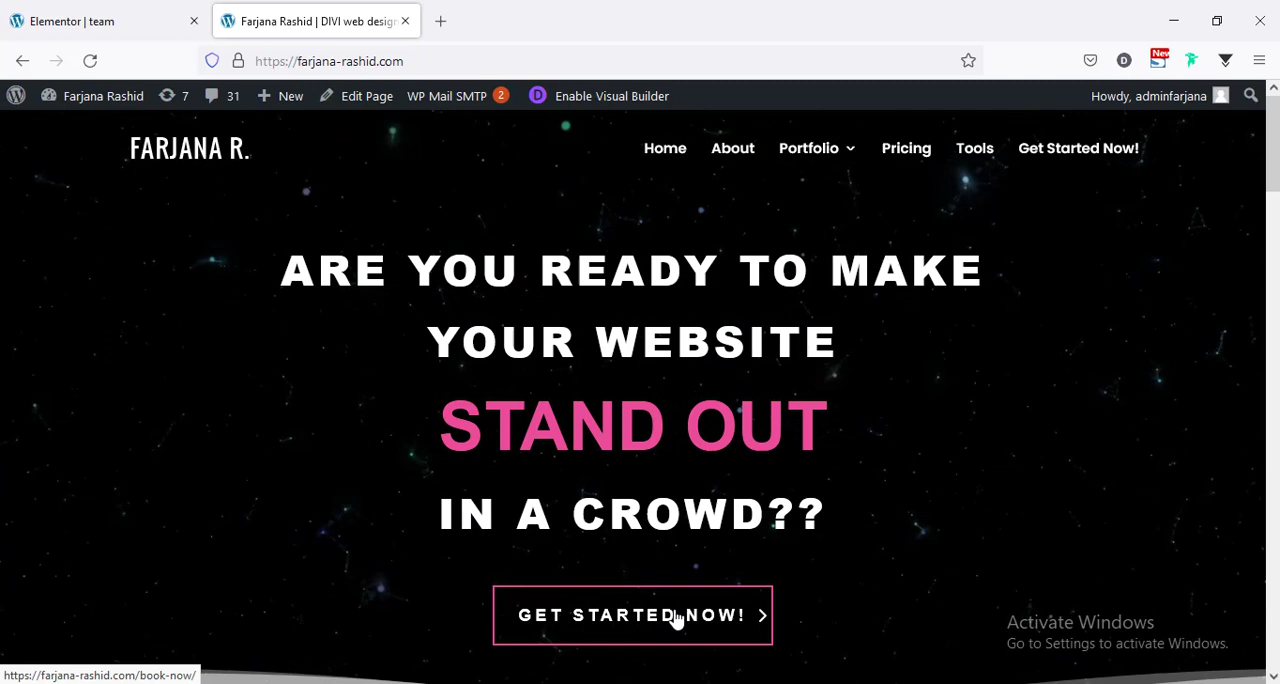 Elementor | team
Farjana Rashid | DIVI web desig
https://farjana-rashid.com
New
Farjana Rashid 7 31 New Edit Page WP Mail SMTP 2 D Enable Visual Builder Howdy, adminfarjana
FARJANA R. Home About Portfolio Pricing Tools Get Started Now!
ARE YOU READY TO MAKE
YOUR WEBSITE
STAND OUT
IN A CROWD??
GET STARTED NOW!
Activate Windows
Go to Settings to activate Windows.
https://farjana-rashid.com/book-now/